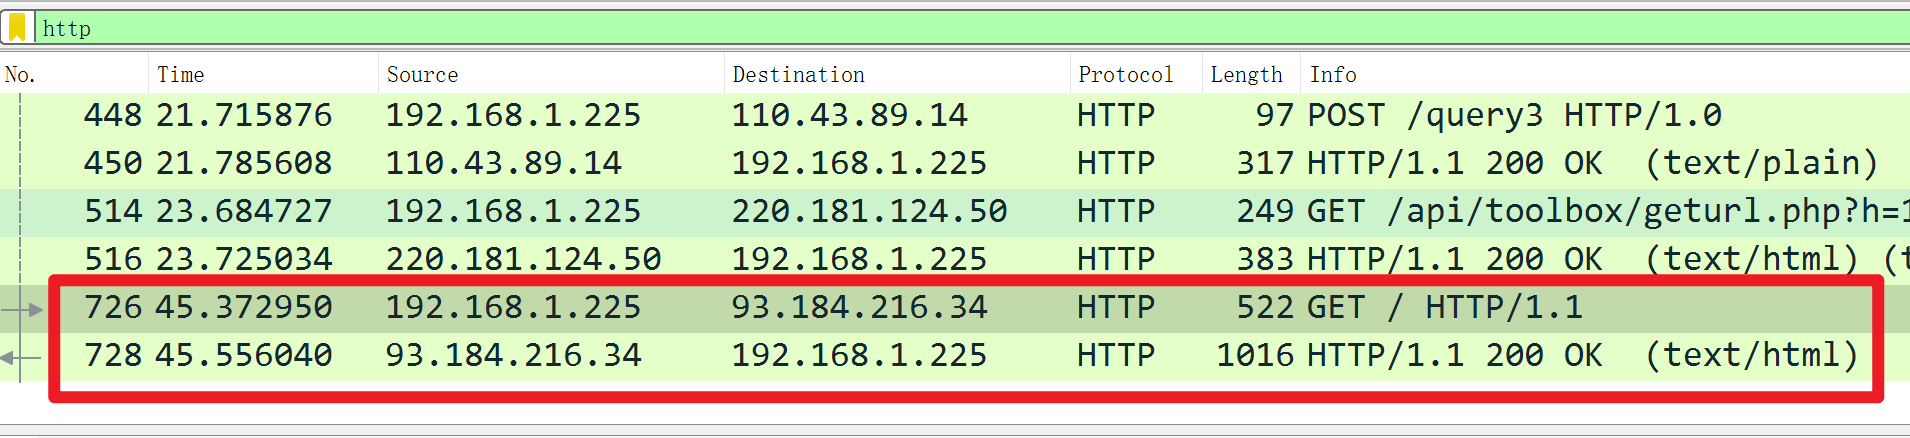 http
No. Time Source Destination Protocol Length Info
448 21.715876 192.168.1.225 110.43.89.14 HTTP 97 POST /query3 HTTP/1.0
450 21.785608 110.43.89.14 192.168.1.225 HTTP 317 HTTP/1.1 200 OK (text/plain)
514 23.684727 192.168.1.225 220.181.124.50 HTTP 249 GET /api/toolbox/geturl.php?h=1
516 23.725034 220.181.124.50 192.168.1.225 HTTP 383 HTTP/1.1 200 OK (text/html) (t
726 45.372950 192.168.1.225 93.184.216.34 HTTP 522 GET / HTTP/1.1
728 45.556040 93.184.216.34 192.168.1.225 HTTP 1016 HTTP/1.1 200 OK (text/html)